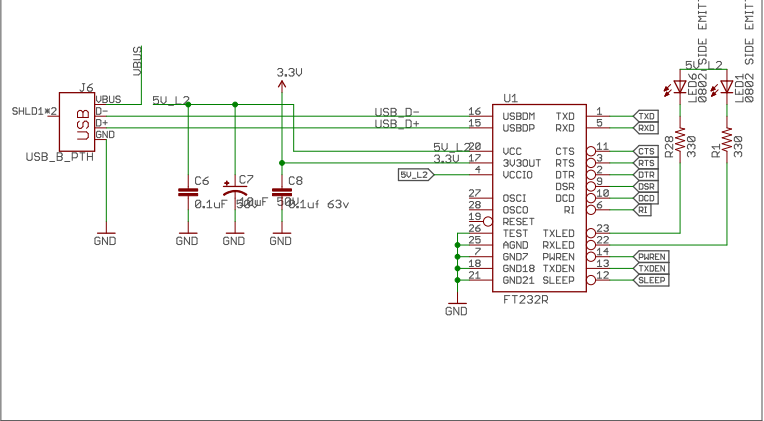 VBUS
3.3V
J6
SHLD1*2
USB
VBUS
D-
D+
GND
USB_B_PTH
5V_L2
USB_D-
USB_D+
5V_L2
3.3V
5V_L2
C6
0.1uF 50V
C7
10uF 50V
C8
0.1uf 63v
GND
GND
GND
GND
GND
U1
16 USBDM TXD 1 TXD
15 USBDP RXD 5 RXD
20 VCC CTS 11 CTS
17 3V3OUT RTS 3 RTS
4 VCCIO DTR 2 DTR
DSR 9 DSR
27 OSCI DCD 10 DCD
28 OSCO RI 6 RI
19 RESET
26 TEST TXLED 23
25 AGND RXLED 22
7 GND7 PWREN 14 PWREN
18 GND18 TXDEN 13 TXDEN
21 GND21 SLEEP 12 SLEEP
FT232R
5V_L2
LED6
0802 SIDE EMIT
LED1
0802 SIDE EMIT
R28
330
R1
330